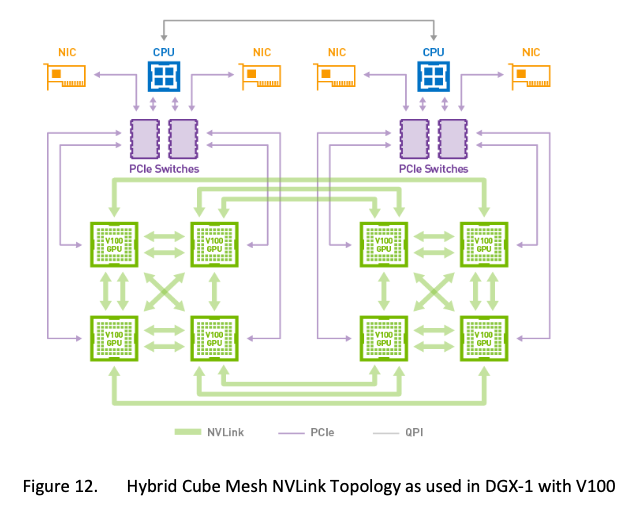 NIC
CPU
NIC
NIC
CPU
NIC
PCIe Switches
PCIe Switches
V100 GPU
V100 GPU
V100 GPU
V100 GPU
V100 GPU
V100 GPU
V100 GPU
V100 GPU
NVLink
PCIe
QPI
Figure 12. Hybrid Cube Mesh NVLink Topology as used in DGX-1 with V100